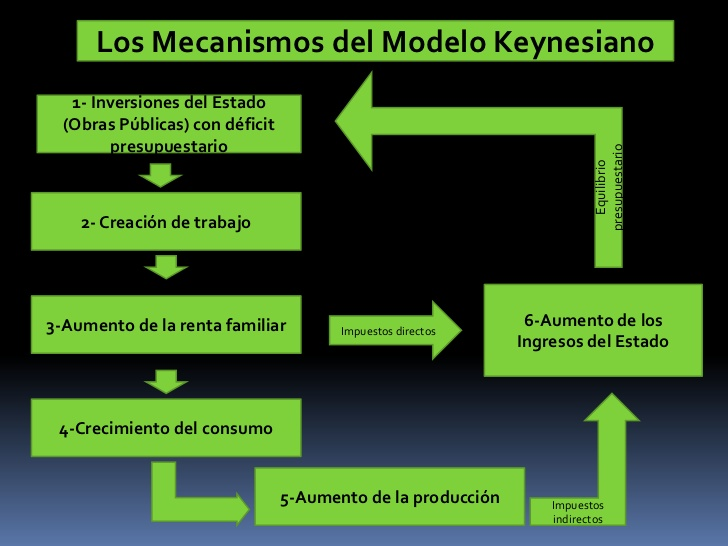 Los Mecanismos del Modelo Keynesiano
1- Inversiones del Estado
(Obras Públicas) con déficit
presupuestario
2- Creación de trabajo
3-Aumento de la renta familiar
Impuestos directos
4-Crecimiento del consumo
5-Aumento de la producción
Impuestos
indirectos
6-Aumento de los
Ingresos del Estado
Equilibrio
presupuestario